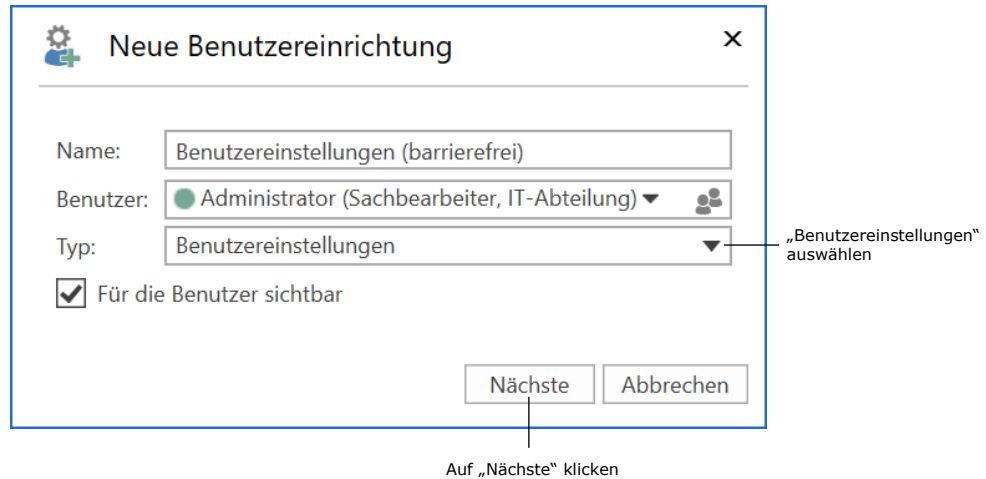 Neue Benutzereinrichtung
Name:
Benutzereinstellungen (barrierefrei)
Benutzer:
Administrator (Sachbearbeiter, IT-Abteilung)
Typ:
Benutzereinstellungen
„Benutzereinstellungen“
auswählen
Für die Benutzer sichtbar
Nächste
Abbrechen
Auf „Nächste“ klicken